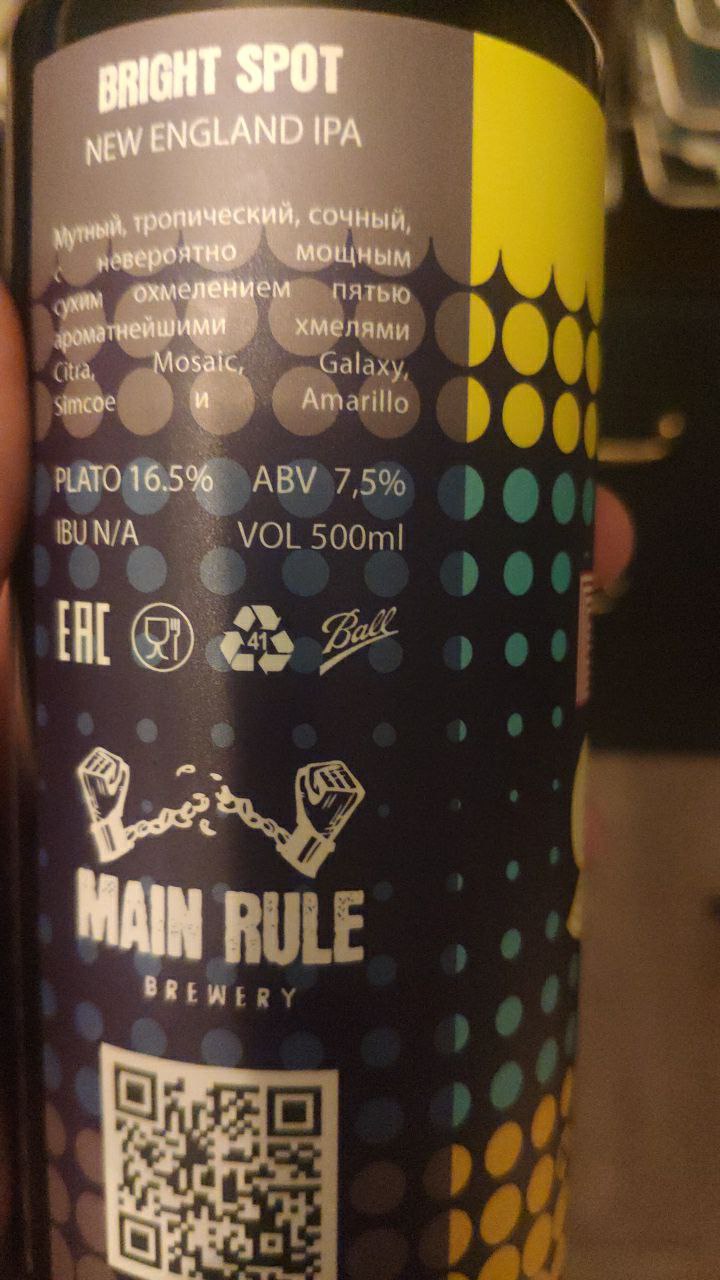 BRIGHT SPOT
NEW ENGLAND IPA
Мутный, тропический, сочный,
с невероятно мощным
сухим охмелением пятью
ароматнейшими хмелями
Citra, Mosaic, Galaxy,
Simcoe и Amarillo
PLATO 16.5% ABV 7,5%
IBU N/A VOL 500ml
EAC 41 Ball
MAIN RULE
BREWERY